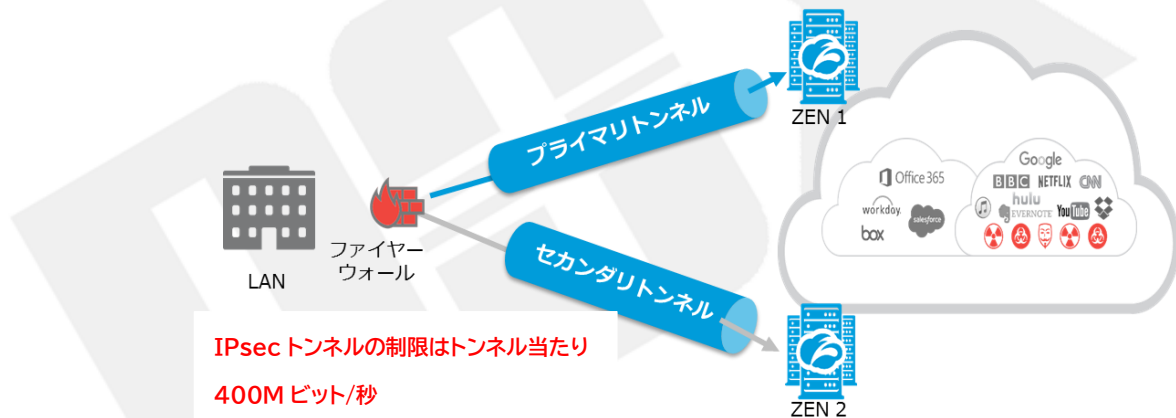 ZEN 1
プライマリトンネル
Google
Office 365
BBC NETFLIX CNN
hulu
workday.
salesforce
EVERNOTE YouTube
box
ファイヤー
ウォール
LAN
セカンダリトンネル
IPsec トンネルの制限はトンネル当たり
400M ビット/秒
ZEN 2